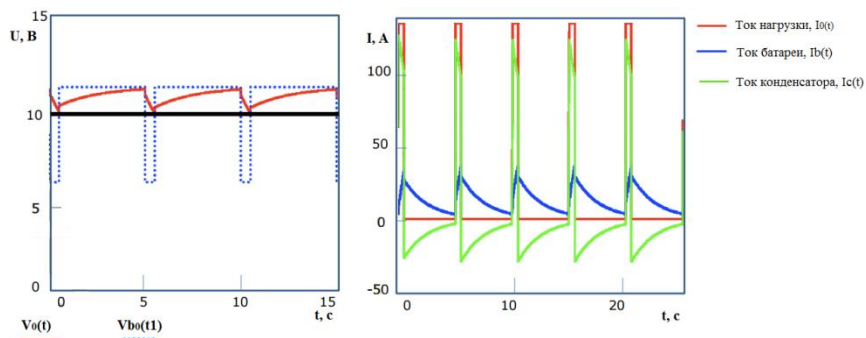 15
U, В
10
5
0
0 5 10 15
t, c
V0(t) Vb0(t1)
I, A
100
50
0
-50
0 10 20
t, c
Ток нагрузки, I0(t)
Ток батареи, Ib(t)
Ток конденсатора, Ic(t)